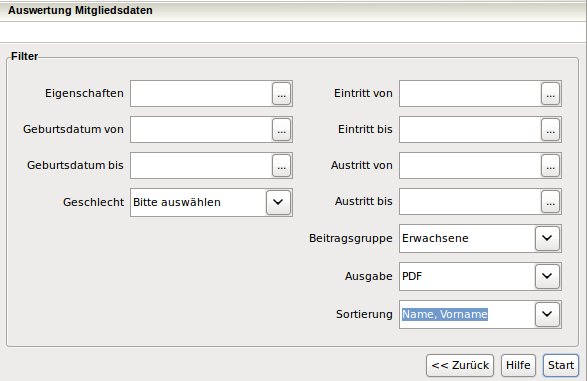 Auswertung Mitgliedsdaten
Filter
Eigenschaften ... Eintritt von ...
Geburtsdatum von ... Eintritt bis ...
Geburtsdatum bis ... Austritt von ...
Geschlecht Bitte auswählen Austritt bis ...
Beitragsgruppe Erwachsene
Ausgabe PDF
Sortierung Name, Vorname
<< Zurück Hilfe Start